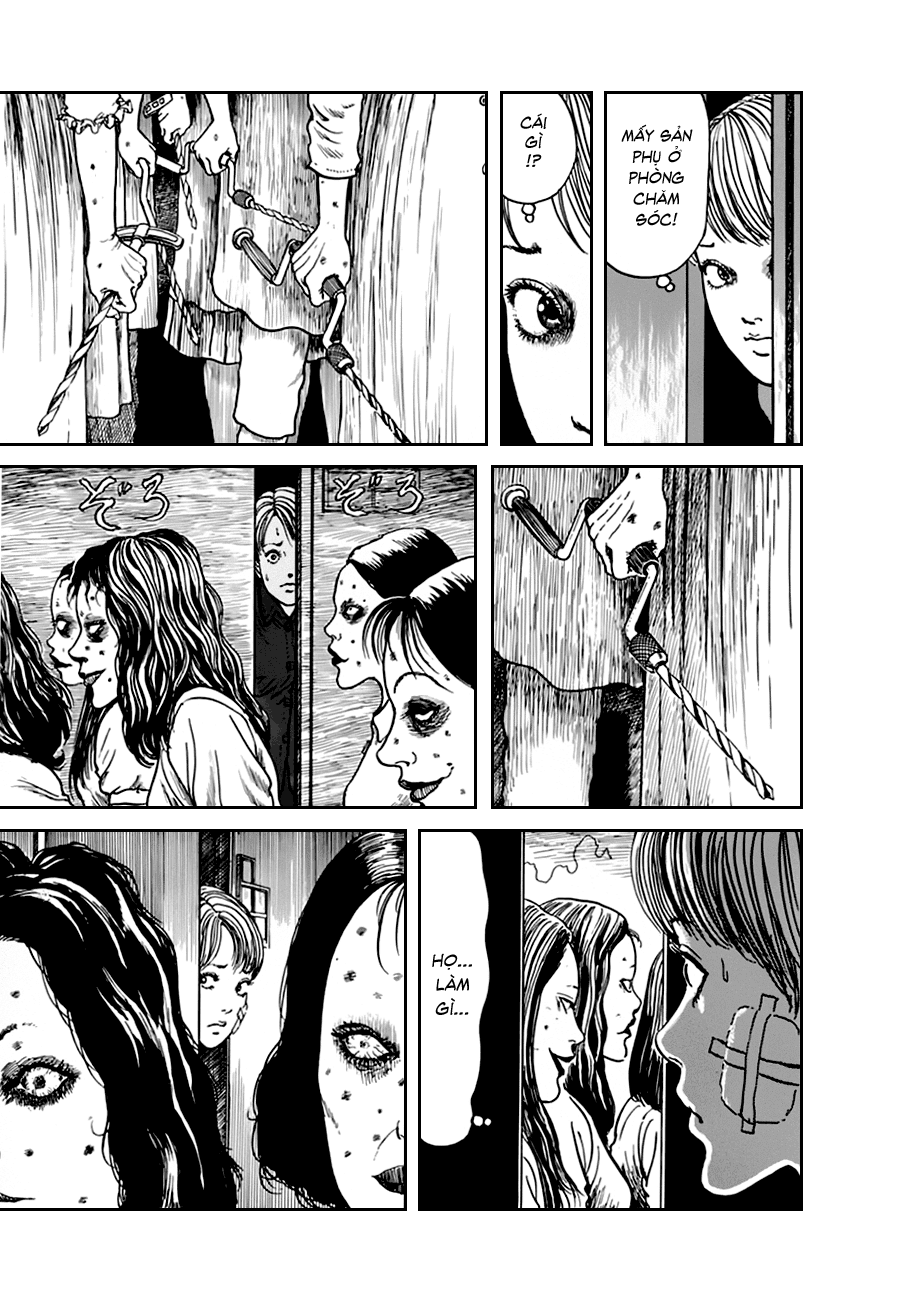 MẤY SẢN
PHỤ Ở
PHÒNG
CHĂM
SÓC!
CÁI
GÌ
!?
ぞろ
ぞろ
HỌ...
LÀM
GÌ...